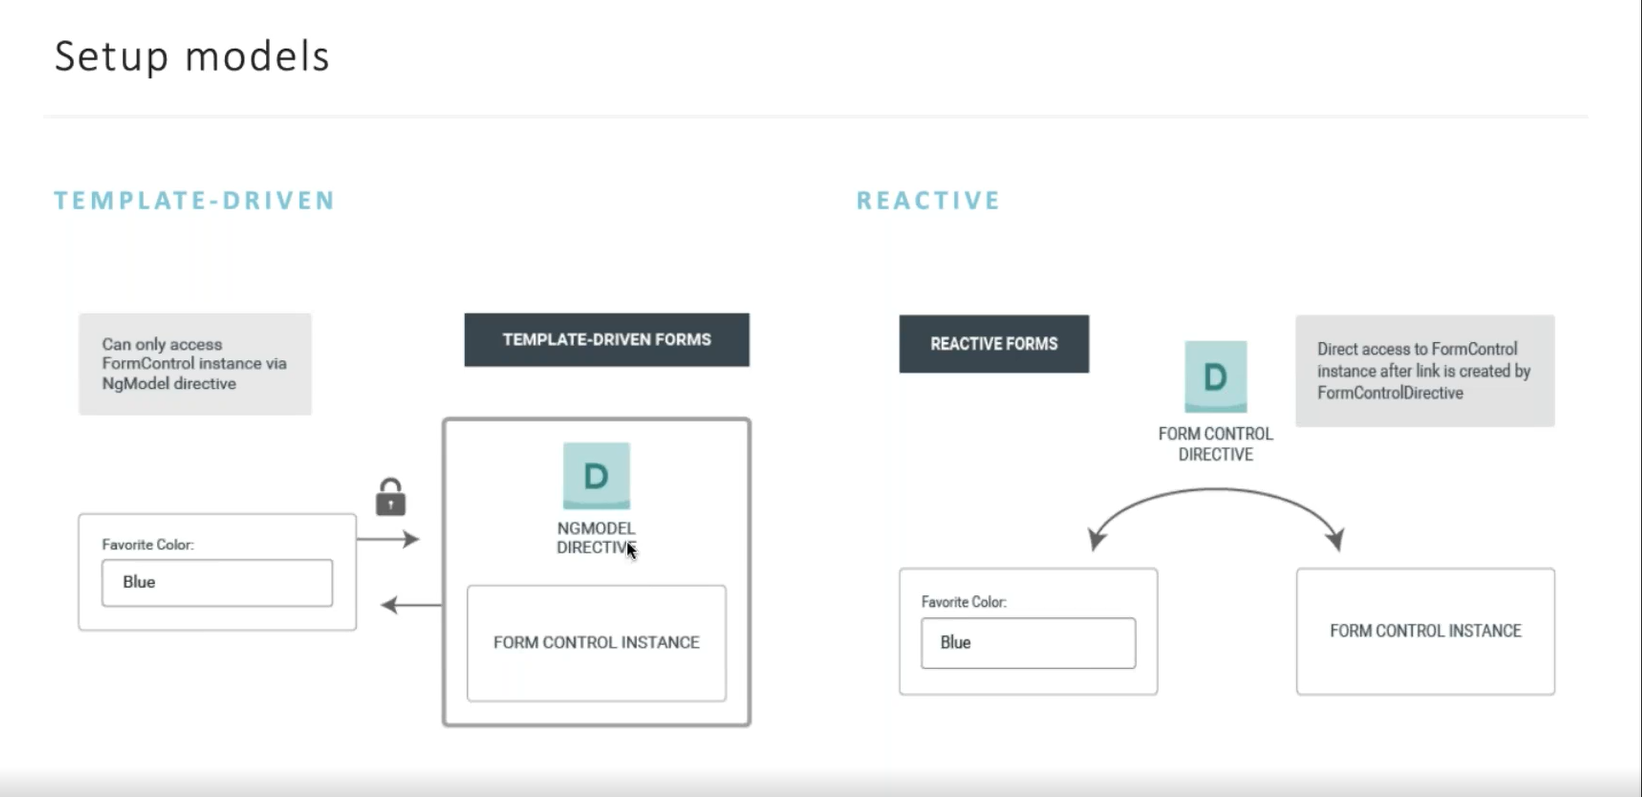 Setup models
TEMPLATE-DRIVEN
Can only access
FormControl instance via
NgModel directive
TEMPLATE-DRIVEN FORMS
D
NGMODEL
DIRECTIVE
Favorite Color:
Blue
FORM CONTROL INSTANCE
REACTIVE
REACTIVE FORMS
D
FORM CONTROL
DIRECTIVE
Direct access to FormControl
instance after link is created by
FormControlDirective
Favorite Color:
Blue
FORM CONTROL INSTANCE